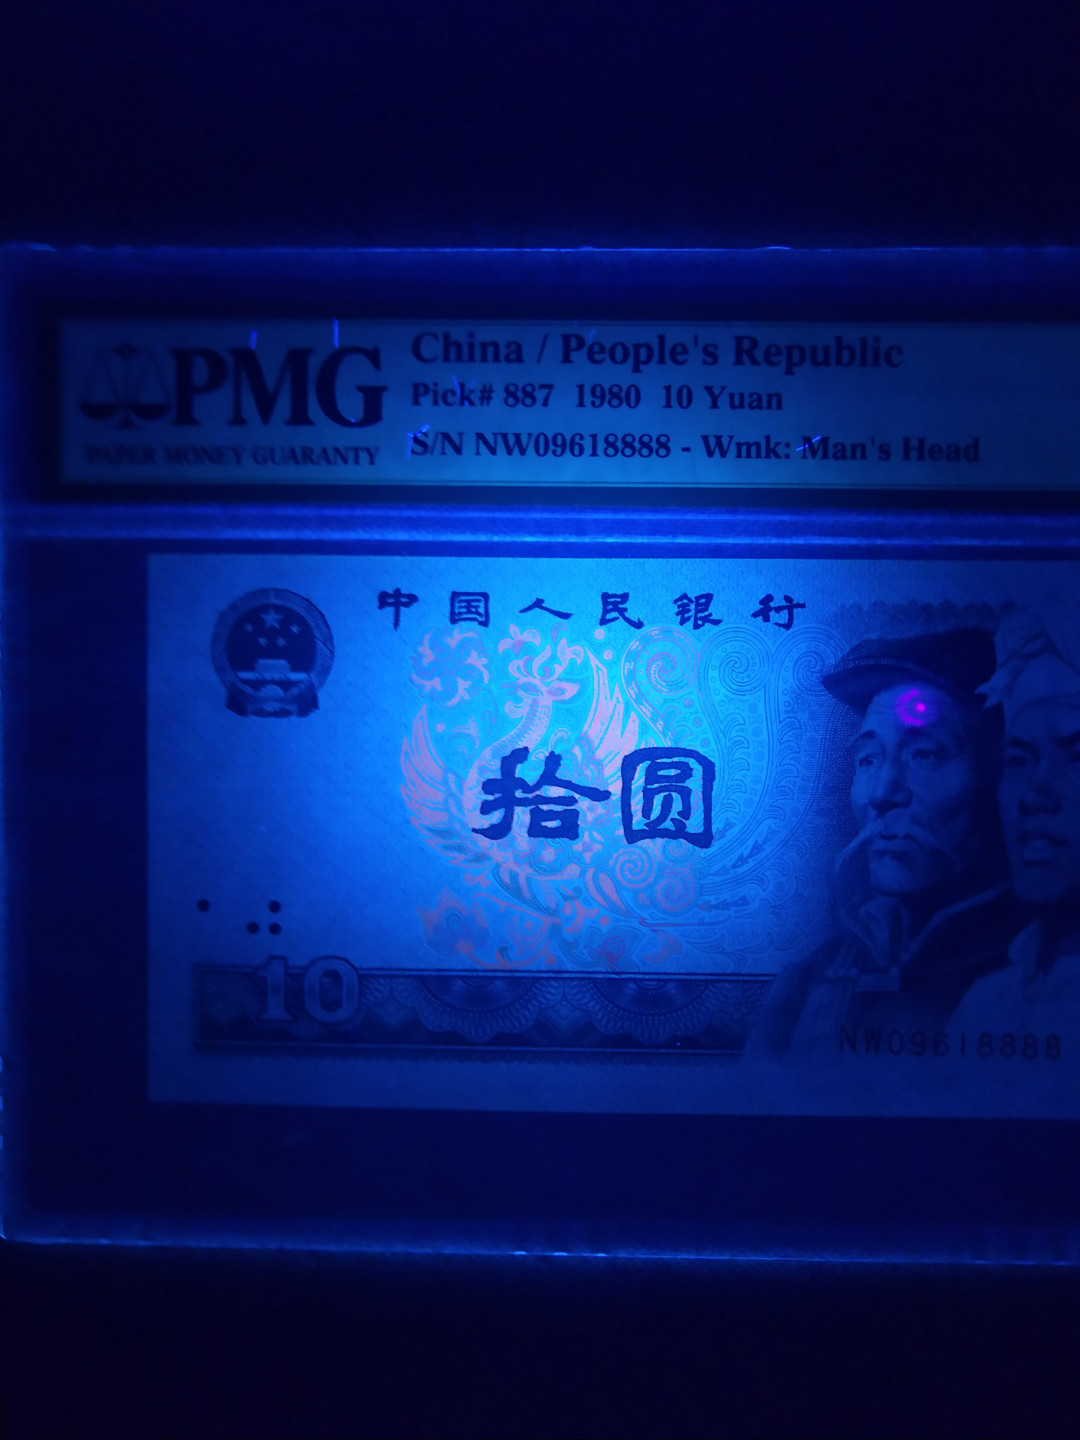 PMG
PAPER MONEY GUARANTY
China / People's Republic
Pick# 887 1980 10 Yuan
S/N NW09618888 - Wmk: Man's Head
中国人民银行
拾圆
10
NW09618888